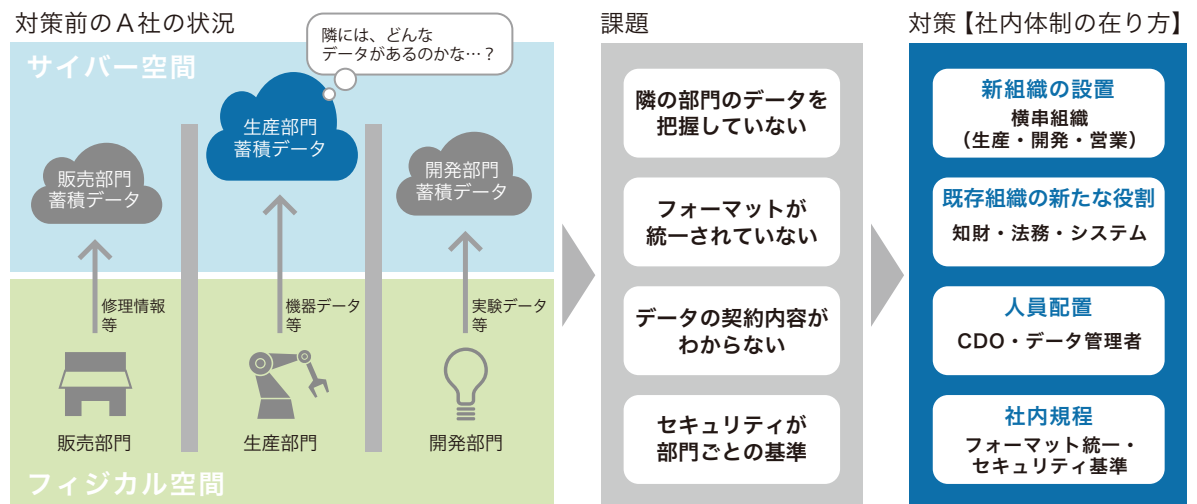 対策前のA社の状況
サイバー空間
隣には、どんな
データがあるのかな…？
生産部門
蓄積データ
販売部門
蓄積データ
開発部門
蓄積データ
修理情報
等
機器データ
等
実験データ
等
販売部門
生産部門
開発部門
フィジカル空間
課題
隣の部門のデータを
把握していない
フォーマットが
統一されていない
データの契約内容が
わからない
セキュリティが
部門ごとの基準
対策【社内体制の在り方】
新組織の設置
横串組織
（生産・開発・営業）
既存組織の新たな役割
知財・法務・システム
人員配置
CDO・データ管理者
社内規程
フォーマット統一・
セキュリティ基準